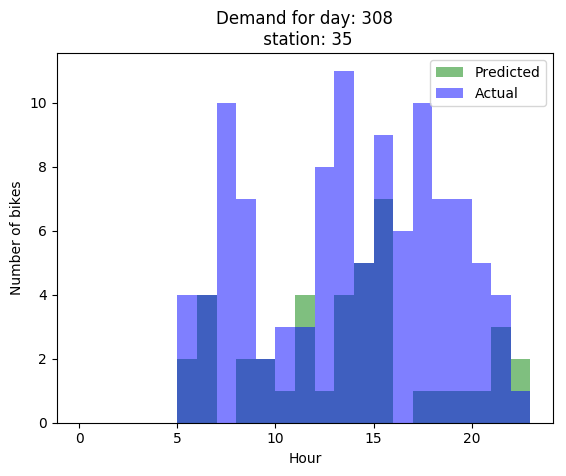 Demand for day: 308
station: 35
Predicted
Actual
Number of bikes
10
8
6
4
2
0
0 5 10 15 20
Hour